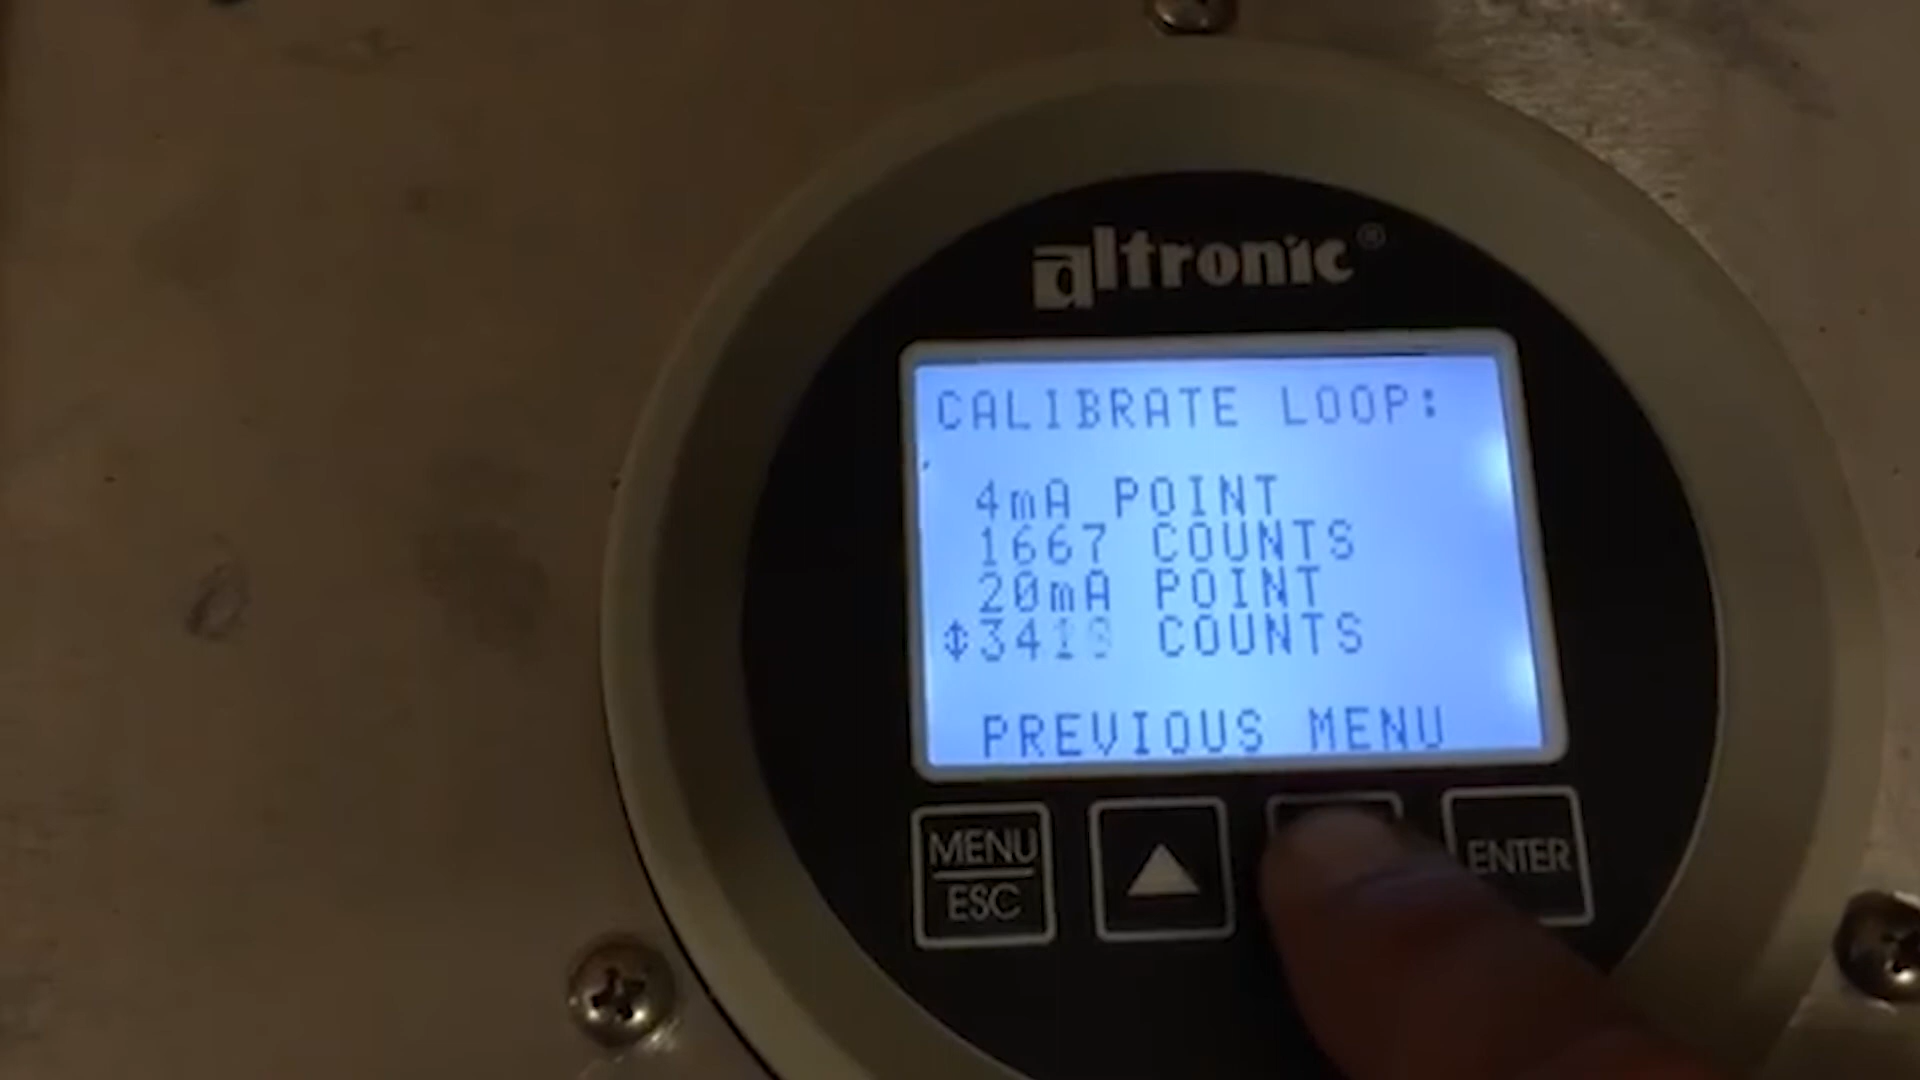 altronic®
CALIBRATE LOOP:
4mA POINT
1667 COUNTS
20mA POINT
↕ COUNTS
PREVIOUS MENU
MENU
ESC
ENTER